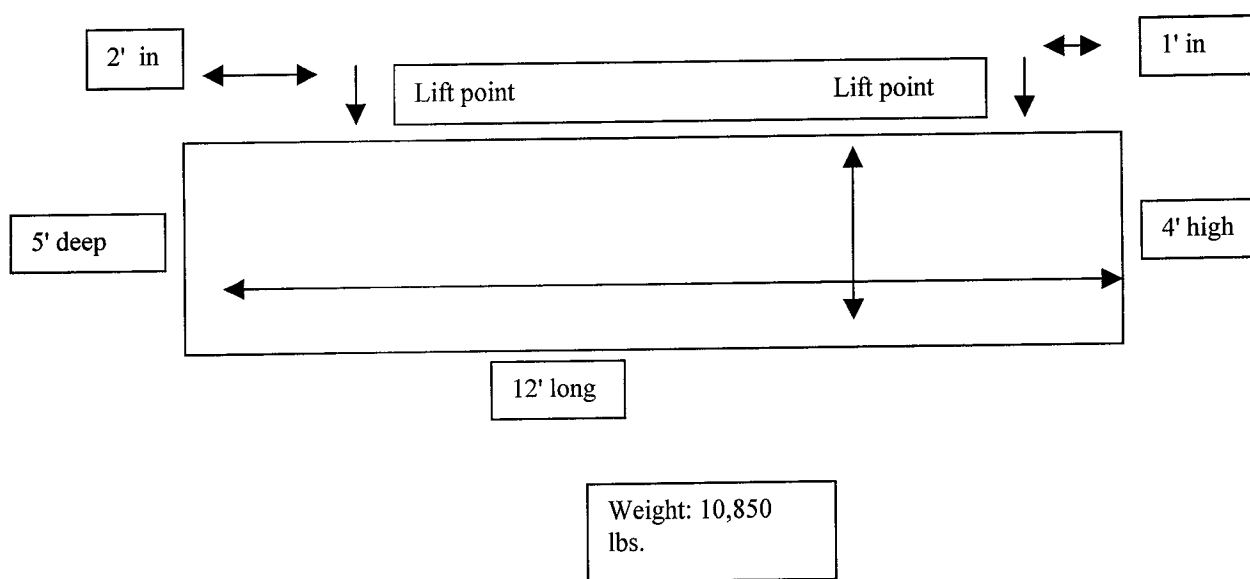 2' in
1' in
Lift point Lift point
5' deep
4' high
12' long
Weight: 10,850
lbs.